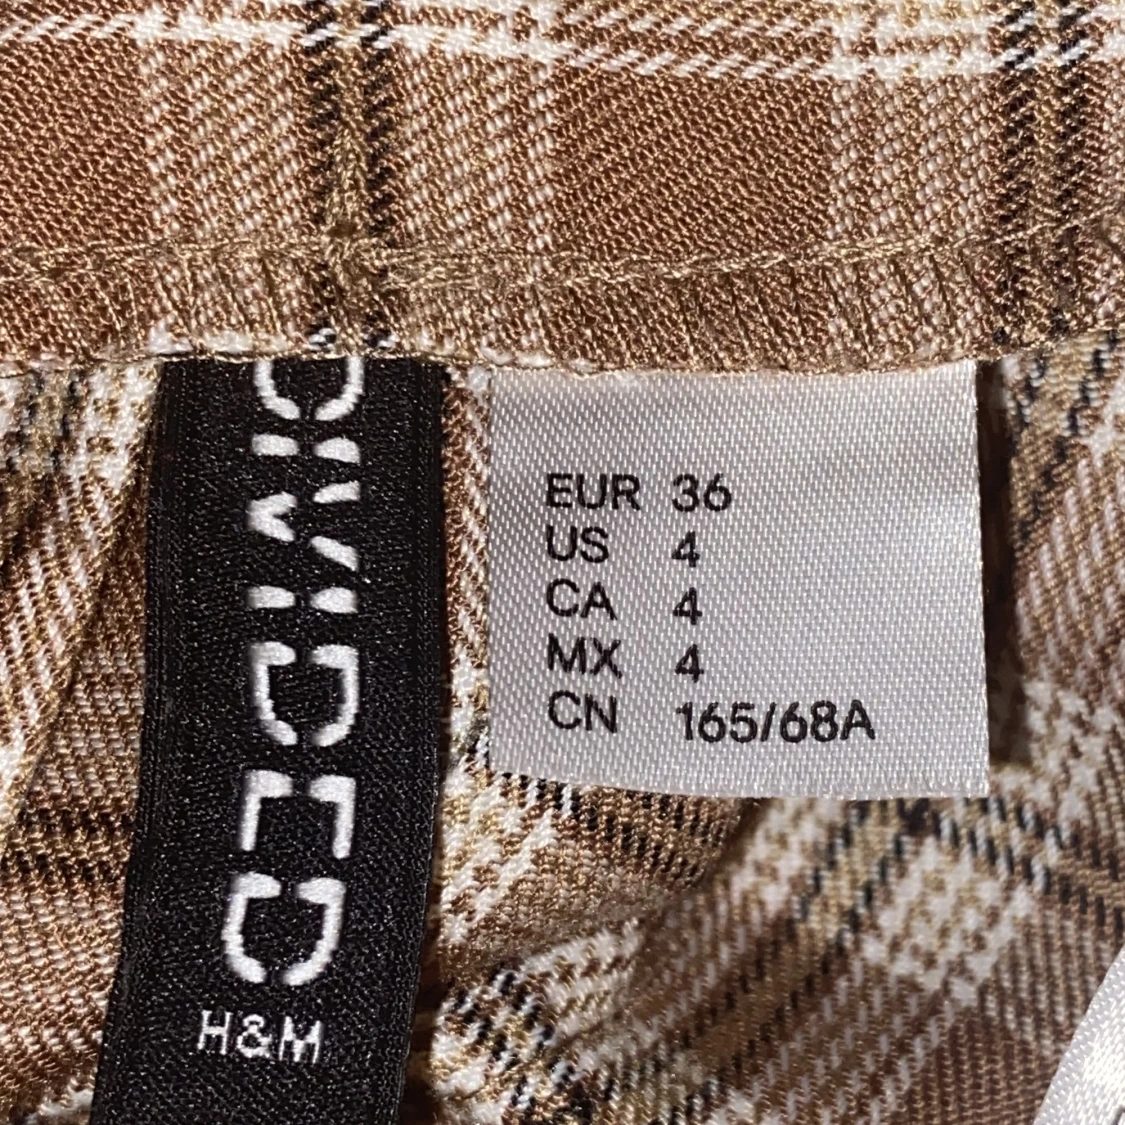 DIVIDED
H&M
EUR 36
US 4
CA 4
MX 4
CN 165/68A